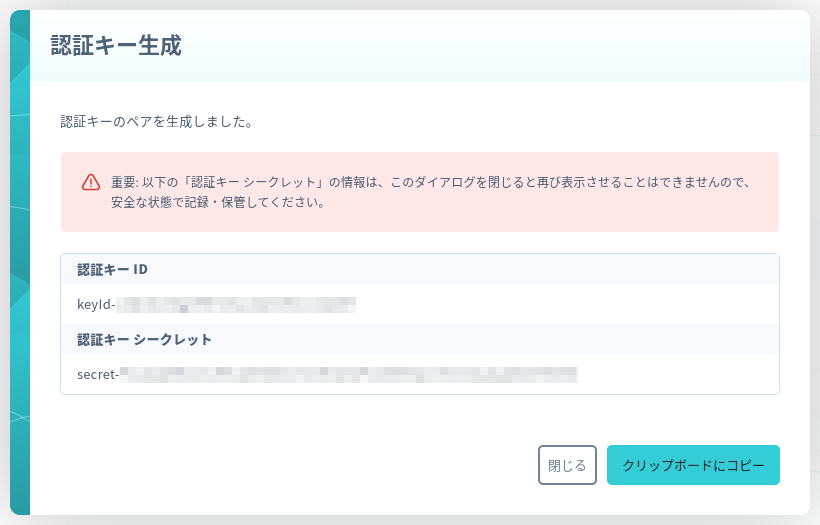 認証キー生成
認証キーのペアを生成しました。
重要: 以下の「認証キー シークレット」の情報は、このダイアログを閉じると再び表示させることはできませんので、
安全な状態で記録・保管してください。
認証キー ID
keyId-
認証キー シークレット
secret-
閉じる
クリップボードにコピー